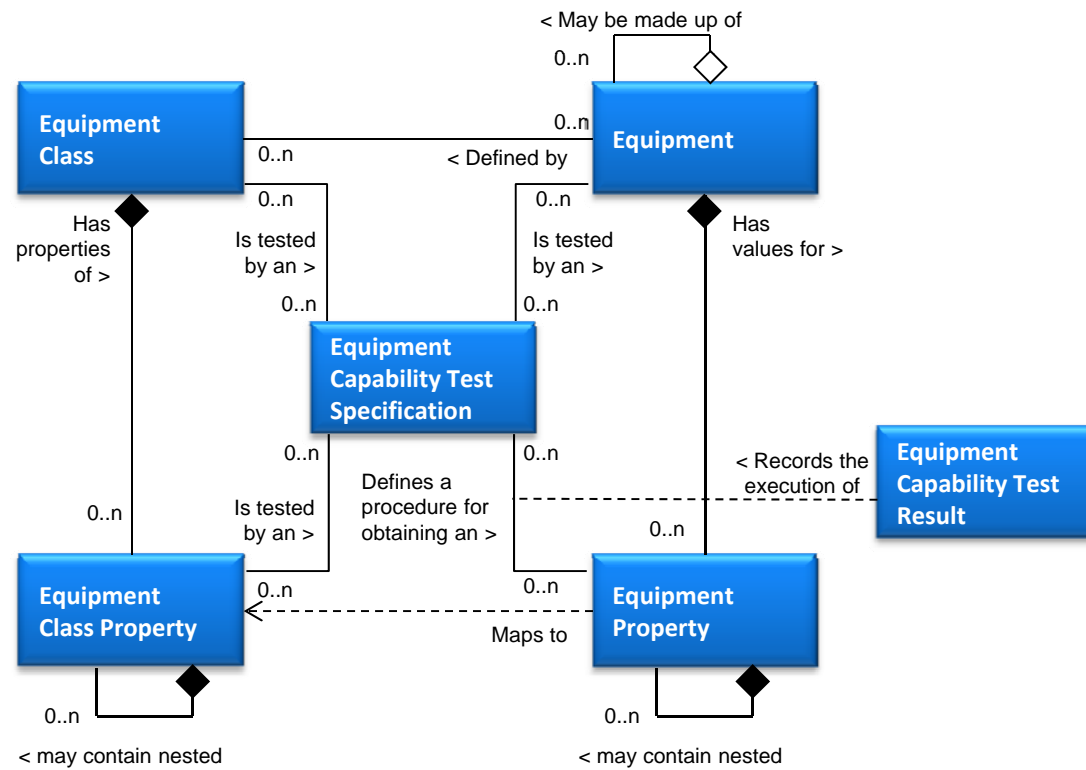 < May be made up of
0..n
Equipment
Class
0..n
Equipment
0..n
< Defined by
0..n
0..n
Has
properties
of >
Is tested
by an >
Is tested
by an >
Has
values for >
0..n
0..n
Equipment
Capability Test
Specification
0..n
0..n
< Records the
execution of
Equipment
Capability Test
Result
Defines a
procedure for
obtaining an >
0..n
Is tested
by an >
0..n
Equipment
Class Property
0..n
0..n
Equipment
Property
Maps to
0..n
0..n
< may contain nested
< may contain nested